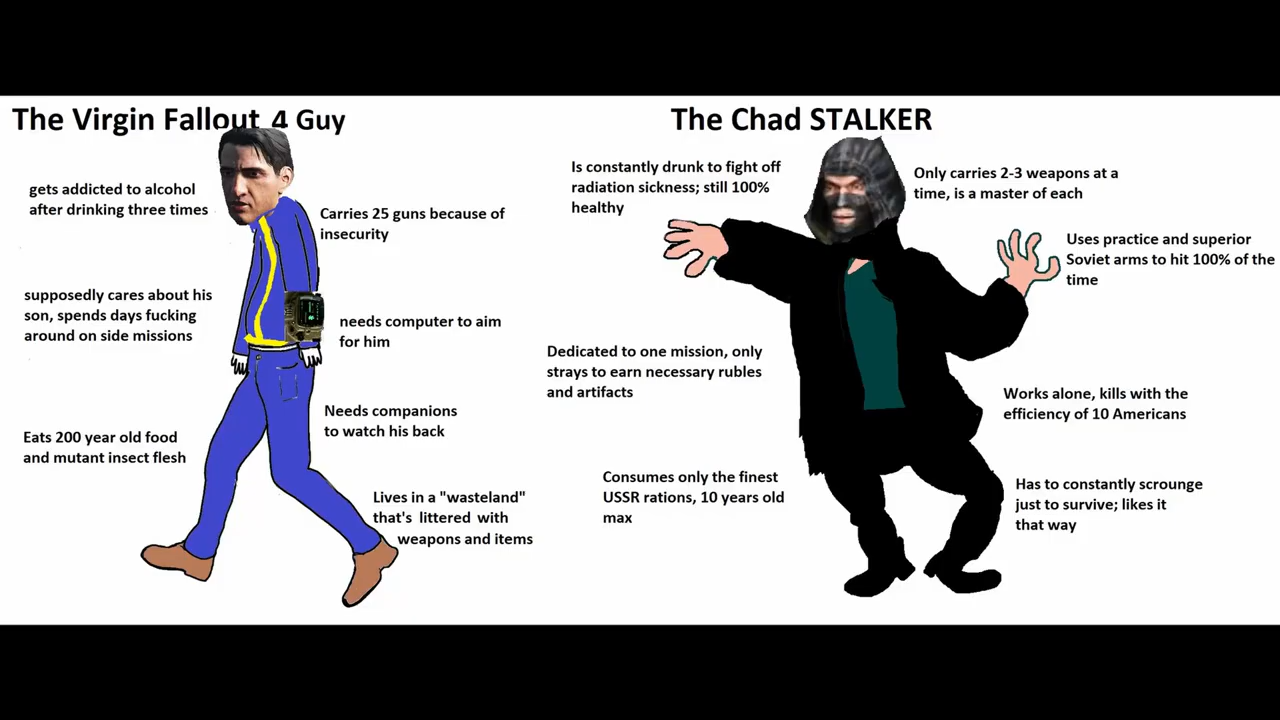 The Virgin Fallout 4 Guy
gets addicted to alcohol
after drinking three times
Carries 25 guns because of
insecurity
supposedly cares about his
son, spends days fucking
around on side missions
needs computer to aim
for him
Needs companions
to watch his back
Eats 200 year old food
and mutant insect flesh
Lives in a "wasteland"
that's littered with
weapons and items
The Chad STALKER
Is constantly drunk to fight off
radiation sickness; still 100%
healthy
Only carries 2-3 weapons at a
time, is a master of each
Uses practice and superior
Soviet arms to hit 100% of the
time
Dedicated to one mission, only
strays to earn necessary rubles
and artifacts
Works alone, kills with the
efficiency of 10 Americans
Consumes only the finest
USSR rations, 10 years old
max
Has to constantly scrounge
just to survive; likes it
that way